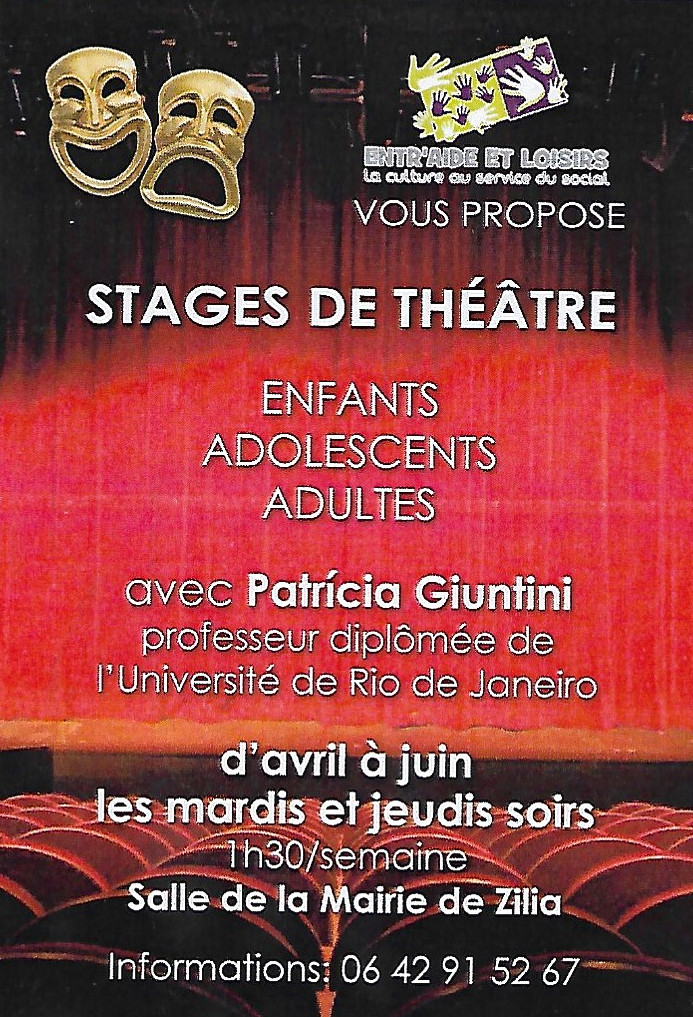 ENTR'AIDE ET LOISIRS
La culture au service du social
VOUS PROPOSE
STAGES DE THÉÂTRE
ENFANTS
ADOLESCENTS
ADULTES
avec Patrícia Giuntini
professeur diplômée de
l'Université de Rio de Janeiro
d'avril à juin
les mardis et jeudis soirs
1h30/semaine
Salle de la Mairie de Zilia
Informations: 06 42 91 52 67